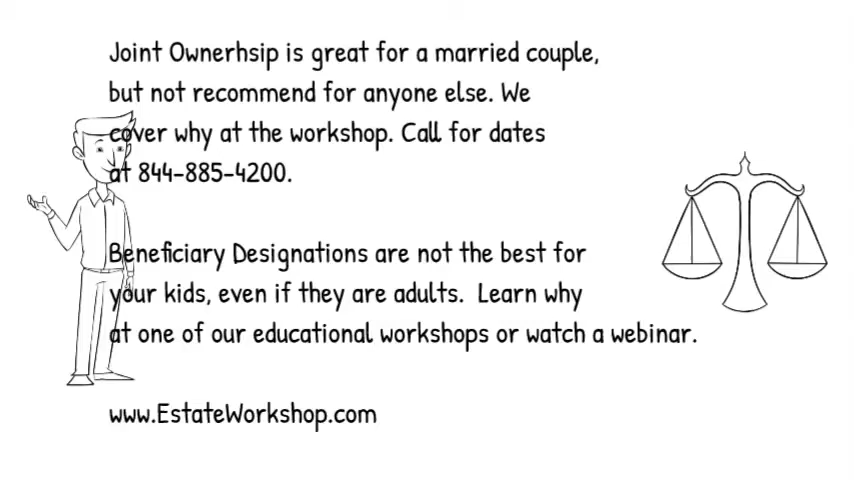 Joint Ownerhsip is great for a married couple,
but not recommend for anyone else. We
cover why at the workshop. Call for dates
at 844-885-4200.
Beneficiary Designations are not the best for
your kids, even if they are adults. Learn why
at one of our educational workshops or watch a webinar.
www.EstateWorkshop.com